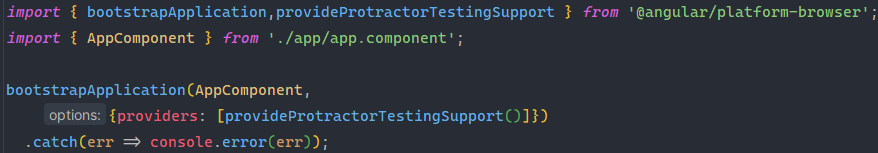 import { bootstrapApplication,provideProtractorTestingSupport } from '@angular/platform-browser';
import { AppComponent } from './app/app.component';
bootstrapApplication(AppComponent,
options: {providers: [provideProtractorTestingSupport()]})
.catch(err => console.error(err));